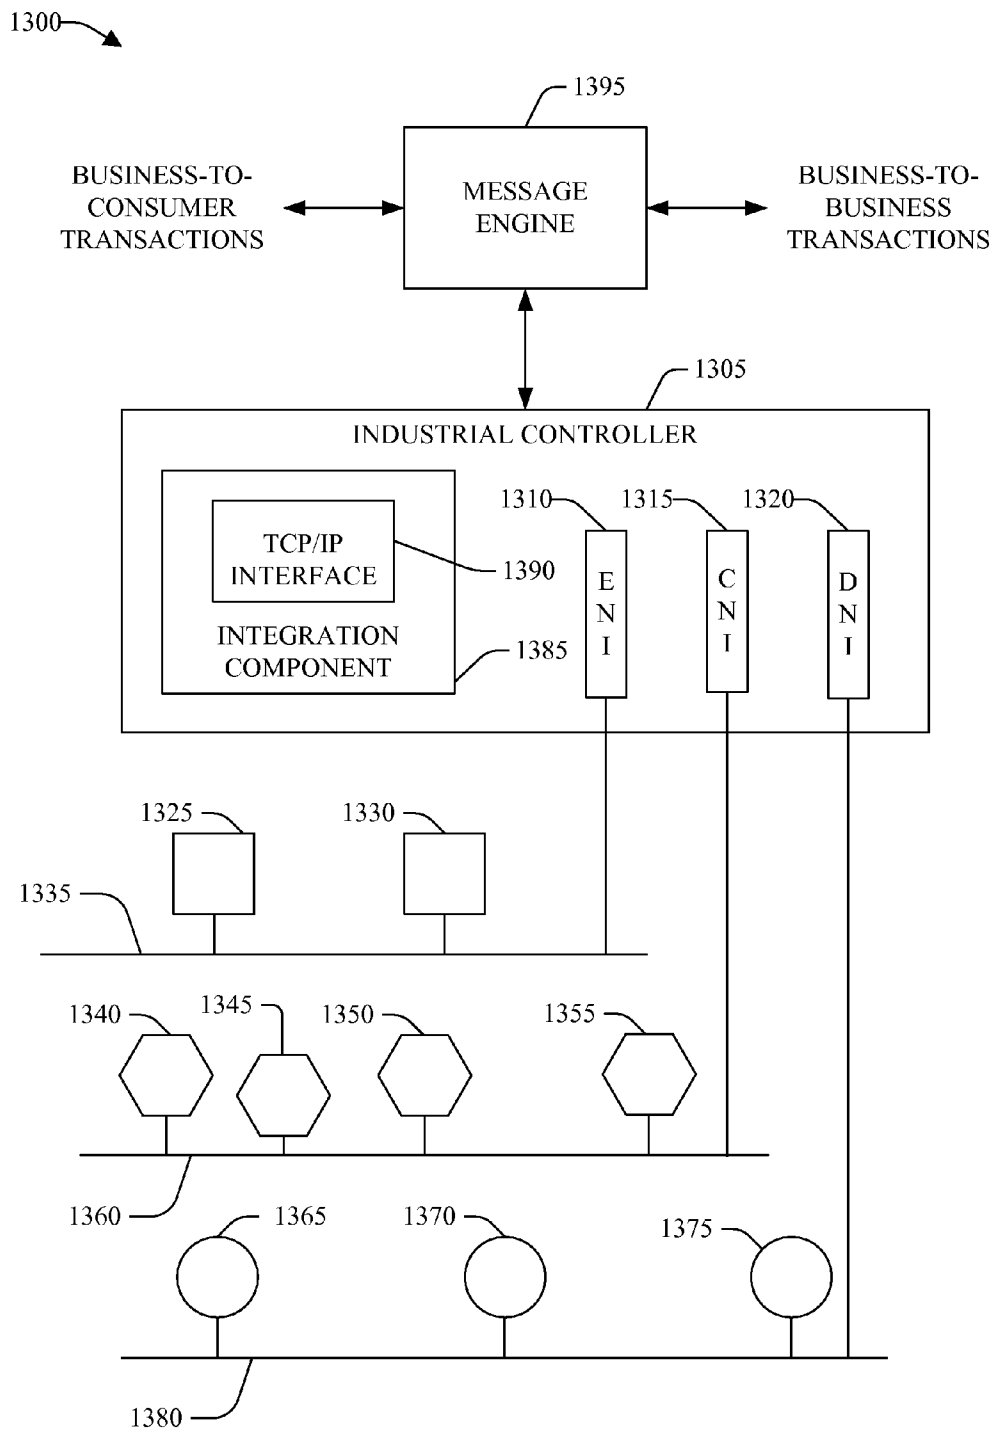 1300
1395
BUSINESS-TO-
CONSUMER
TRANSACTIONS
MESSAGE
ENGINE
BUSINESS-TO-
BUSINESS
TRANSACTIONS
1305
INDUSTRIAL CONTROLLER
1310
1315
1320
TCP/IP
INTERFACE
1390
INTEGRATION
COMPONENT
1385
E
N
I
C
N
I
D
N
I
1325
1330
1335
1340
1345
1350
1355
1360
1365
1370
1375
1380